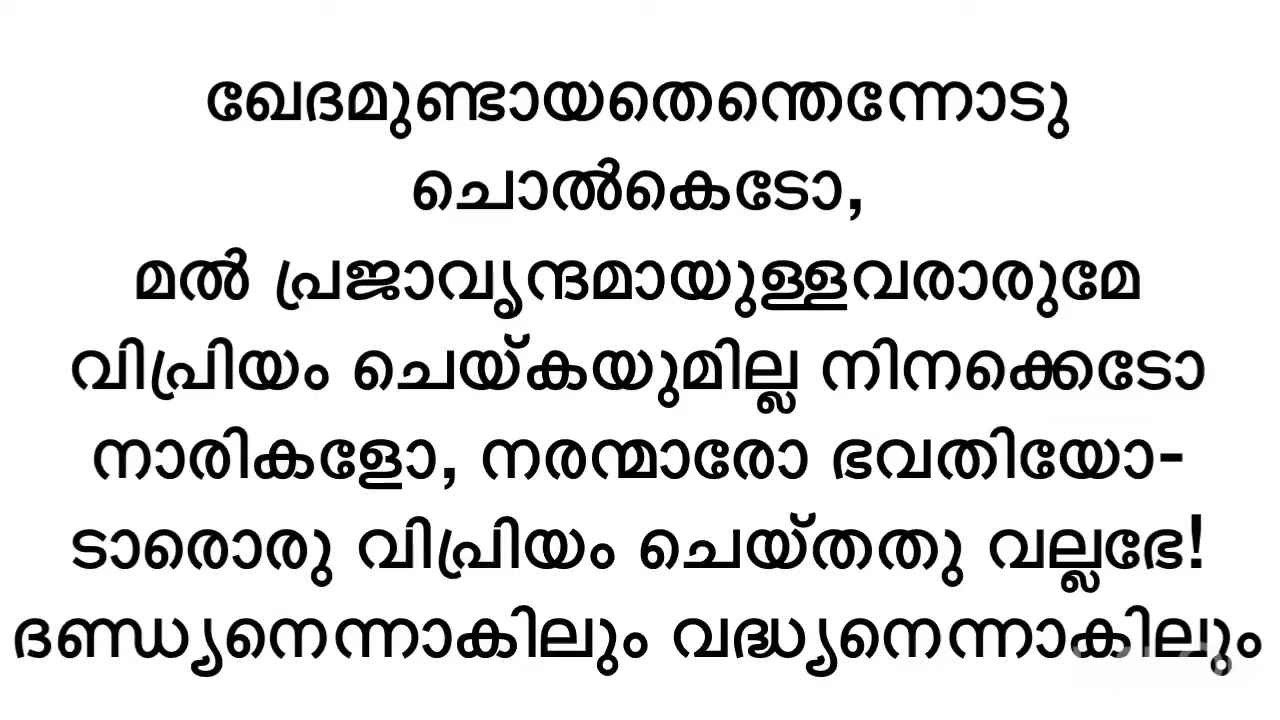 ഖേദമുണ്ടായതെന്തെന്നോടു
ചൊൽകെടോ,
മൽ പ്രജാവൃന്ദമായുള്ളവരാരുമേ
വിപ്രിയം ചെയ്കയുമില്ല നിനക്കെടോ
നാരികളോ, നരന്മാരോ ഭവതിയോ-
ടാരൊരു വിപ്രിയം ചെയ്തതു വല്ലഭേ!
ദണ്ഡ്യനെന്നാകിലും വദ്ധ്യനെന്നാകിലും